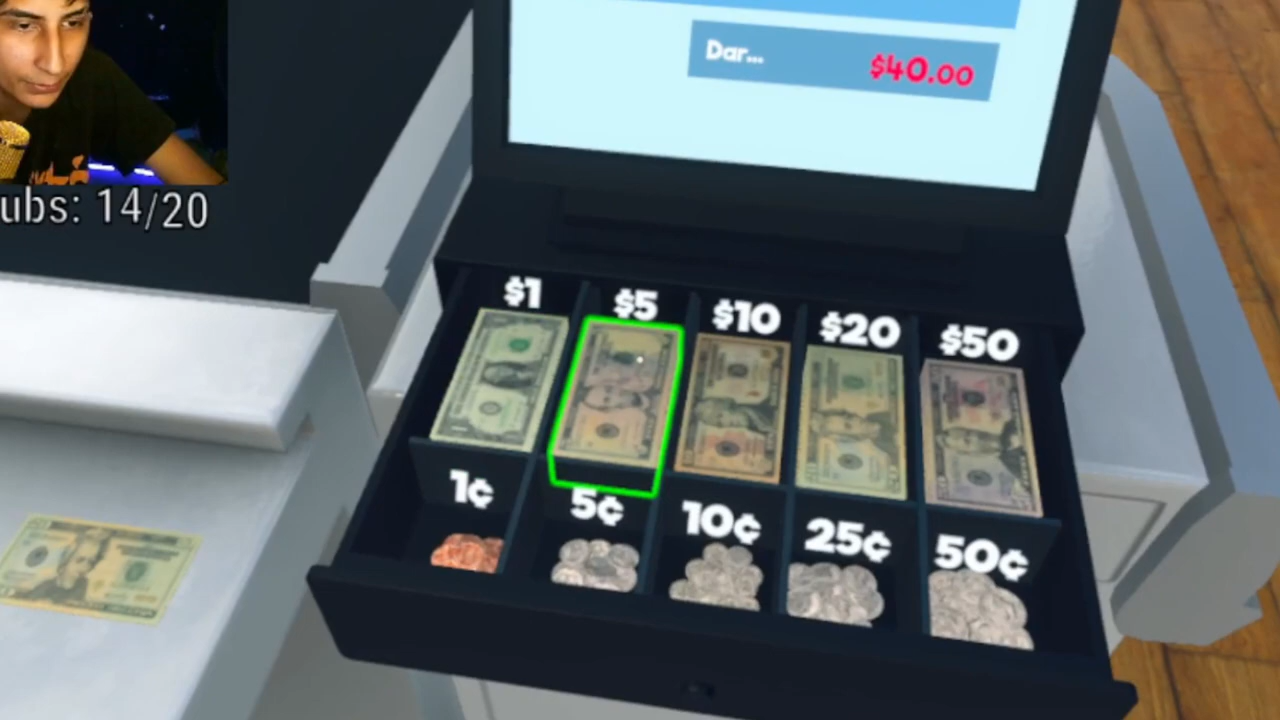 Dar... $40.00
ubs: 14/20
$1 $5 $10 $20 $50
1¢ 5¢ 10¢ 25¢ 50¢